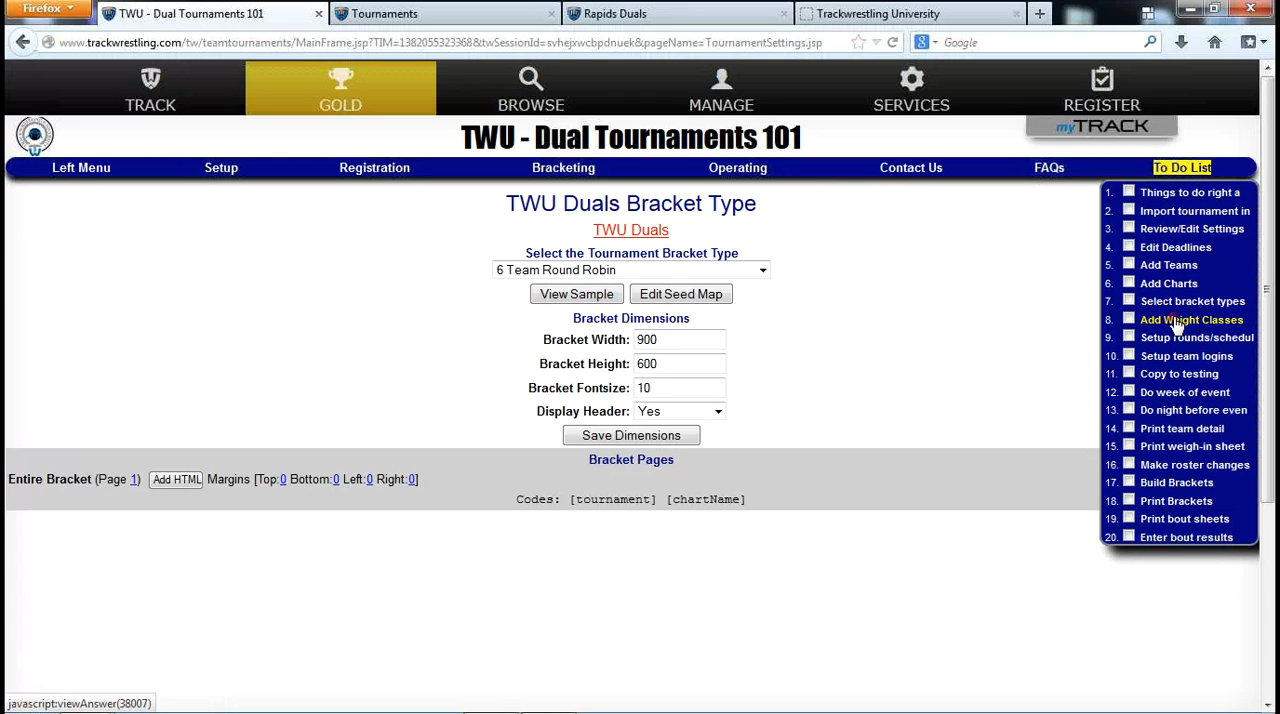 Firefox
TWU - Dual Tournaments 101
Tournaments
Rapids Duals
Trackwrestling University
www.trackwrestling.com/tw/teamtournaments/MainFrame.jsp?TIM=1382055323368&twSessionId=svhejxwcbpdnuek&pageName=TournamentSettings.jsp
Google
TRACK
GOLD
BROWSE
MANAGE
SERVICES
REGISTER
myTRACK
TWU - Dual Tournaments 101
Left Menu
Setup
Registration
Bracketing
Operating
Contact Us
FAQs
To Do List
TWU Duals Bracket Type
TWU Duals
Select the Tournament Bracket Type
6 Team Round Robin
View Sample
Edit Seed Map
Bracket Dimensions
Bracket Width: 900
Bracket Height: 600
Bracket Fontsize: 10
Display Header: Yes
Save Dimensions
Bracket Pages
Entire Bracket (Page 1) Add HTML Margins [Top:0 Bottom:0 Left:0 Right:0]
Codes: [tournament] [chartName]
1. Things to do right a
2. Import tournament in
3. Review/Edit Settings
4. Edit Deadlines
5. Add Teams
6. Add Charts
7. Select bracket types
8. Add Weight Classes
9. Setup rounds/schedul
10. Setup team logins
11. Copy to testing
12. Do week of event
13. Do night before even
14. Print team detail
15. Print weigh-in sheet
16. Make roster changes
17. Build Brackets
18. Print Brackets
19. Print bout sheets
20. Enter bout results
javascript:viewAnswer(38007)